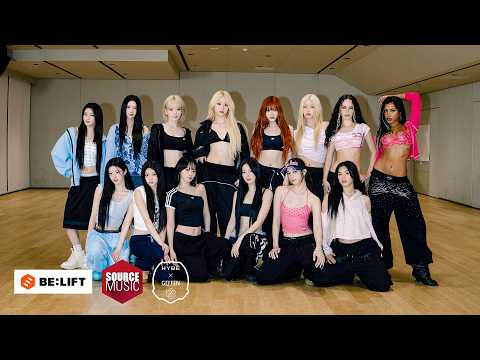 BE:LIFT
SOURCE
MUSIC
HYBE
×
GEFFEN